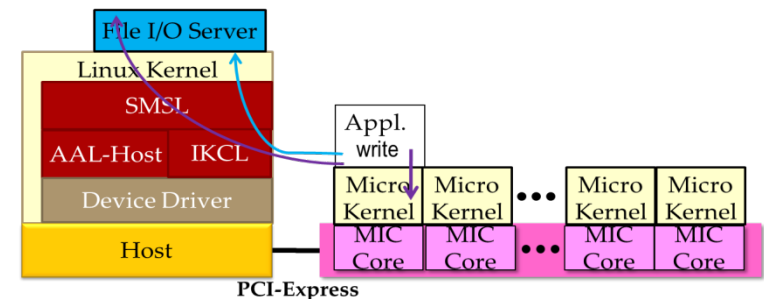 File I/O Server
Linux Kernel
SMSL
AAL-Host
IKCL
Device Driver
Host
PCI-Express
Appl.
write
Micro
Kernel
Micro
Kernel
Micro
Kernel
Micro
Kernel
MIC
Core
MIC
Core
MIC
Core
MIC
Core